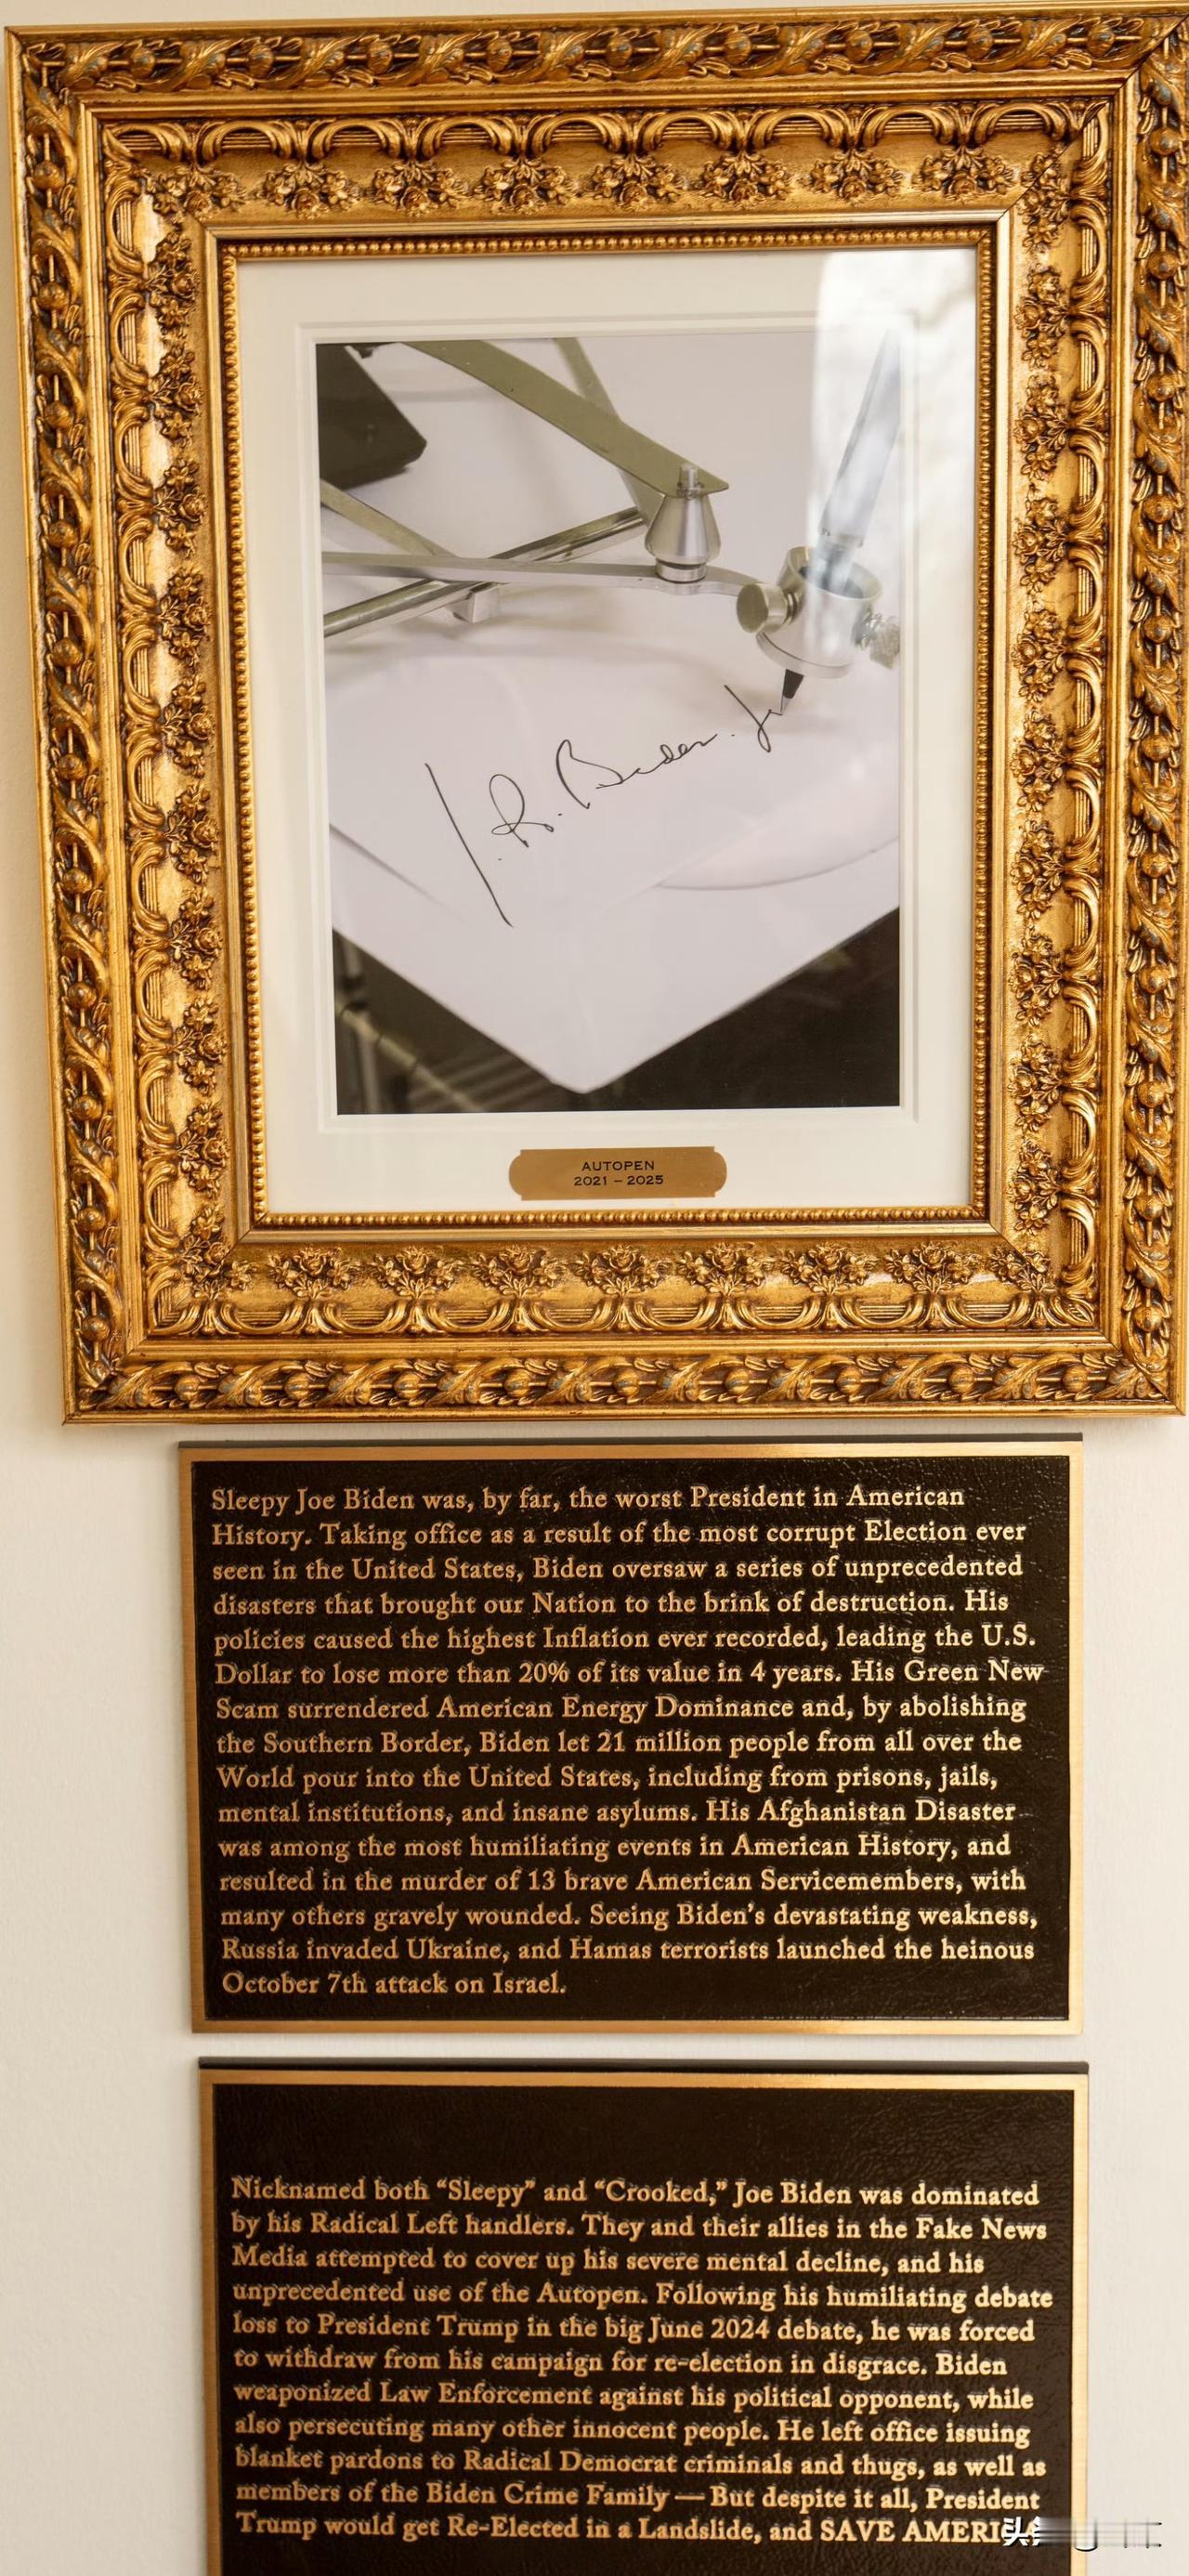 J. R. Biden. Jr
AUTOPEN
2021 – 2025
Sleepy Joe Biden was, by far, the worst President in American
History. Taking office as a result of the most corrupt Election ever
seen in the United States, Biden oversaw a series of unprecedented
disasters that brought our Nation to the brink of destruction. His
policies caused the highest Inflation ever recorded, leading the U.S.
Dollar to lose more than 20% of its value in 4 years. His Green New
Scam surrendered American Energy Dominance and, by abolishing
the Southern Border, Biden let 21 million people from all over the
World pour into the United States, including from prisons, jails,
mental institutions, and insane asylums. His Afghanistan Disaster
was among the most humiliating events in American History, and
resulted in the murder of 13 brave American Servicemembers, with
many others gravely wounded. Seeing Biden's devastating weakness,
Russia invaded Ukraine, and Hamas terrorists launched the heinous
October 7th attack on Israel.
Nicknamed both “Sleepy” and “Crooked,” Joe Biden was dominated
by his Radical Left handlers. They and their allies in the Fake News
Media attempted to cover up his severe mental decline, and his
unprecedented use of the Autopen. Following his humiliating debate
loss to President Trump in the big June 2024 debate, he was forced
to withdraw from his campaign for re-election in disgrace. Biden
weaponized Law Enforcement against his political opponent, while
also persecuting many other innocent people. He left office issuing
blanket pardons to Radical Democrat criminals and thugs, as well as
members of the Biden Crime Family — But despite it all, President
Trump would get Re-Elected in a Landslide, and SAVE